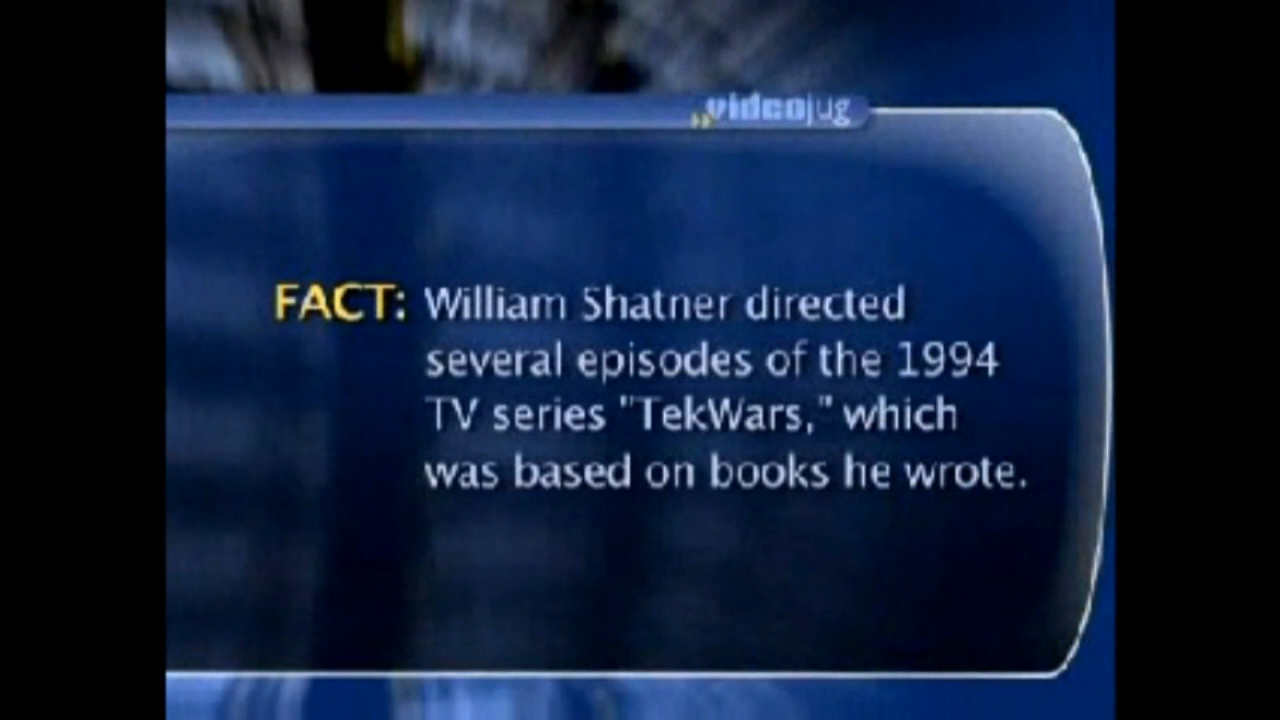 videojug
FACT: William Shatner directed
several episodes of the 1994
TV series "TekWars," which
was based on books he wrote.